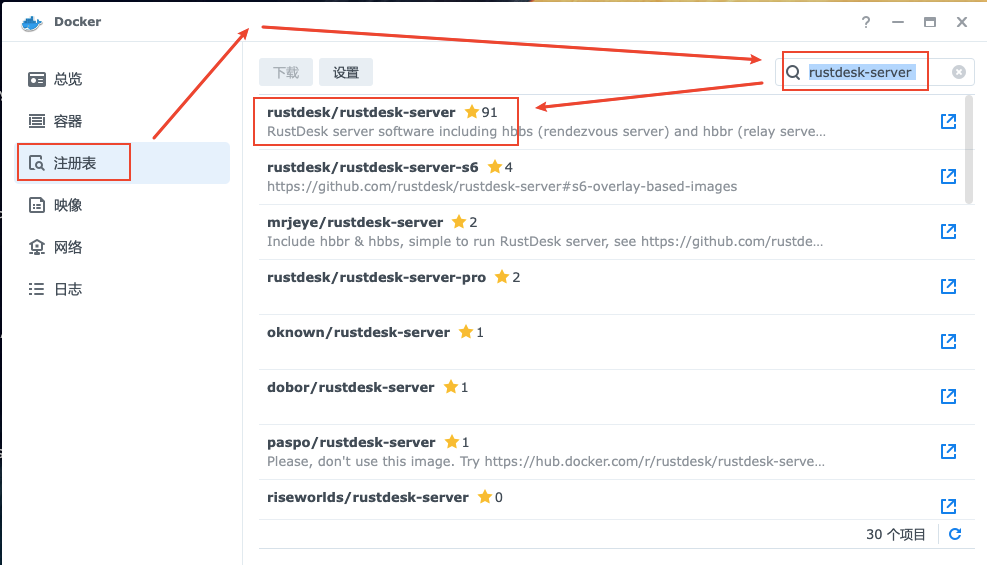 Docker
总览
容器
注册表
映像
网络
日志
下载
设置
rustdesk-server
rustdesk/rustdesk-server 91
RustDesk server software including hbbs (rendezvous server) and hbbr (relay serve...
rustdesk/rustdesk-server-s6 4
https://github.com/rustdesk/rustdesk-server#s6-overlay-based-images
mrjeye/rustdesk-server 2
Include hbbr & hbbs, simple to run RustDesk server, see https://github.com/rustde...
rustdesk/rustdesk-server-pro 2
oknown/rustdesk-server 1
dobor/rustdesk-server 1
paspo/rustdesk-server 1
Please, don't use this image. Try https://hub.docker.com/r/rustdesk/rustdesk-serve...
riseworlds/rustdesk-server 0
30 个项目